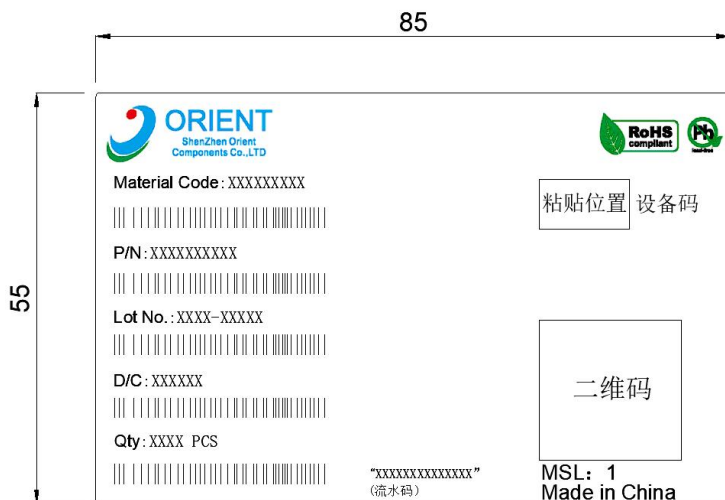 85
55
ORIENT
ShenZhen Orient
Components Co.,LTD
RoHS
compliant
Pb
lead-free
Material Code: XXXXXXXXX
粘贴位置 设备码
P/N:XXXXXXXXXX
Lot No.:XXXX-XXXXX
D/C:XXXXXX
二维码
Qty:XXXX PCS
“XXXXXXXXXXXXXX”
(流水码)
MSL: 1
Made in China